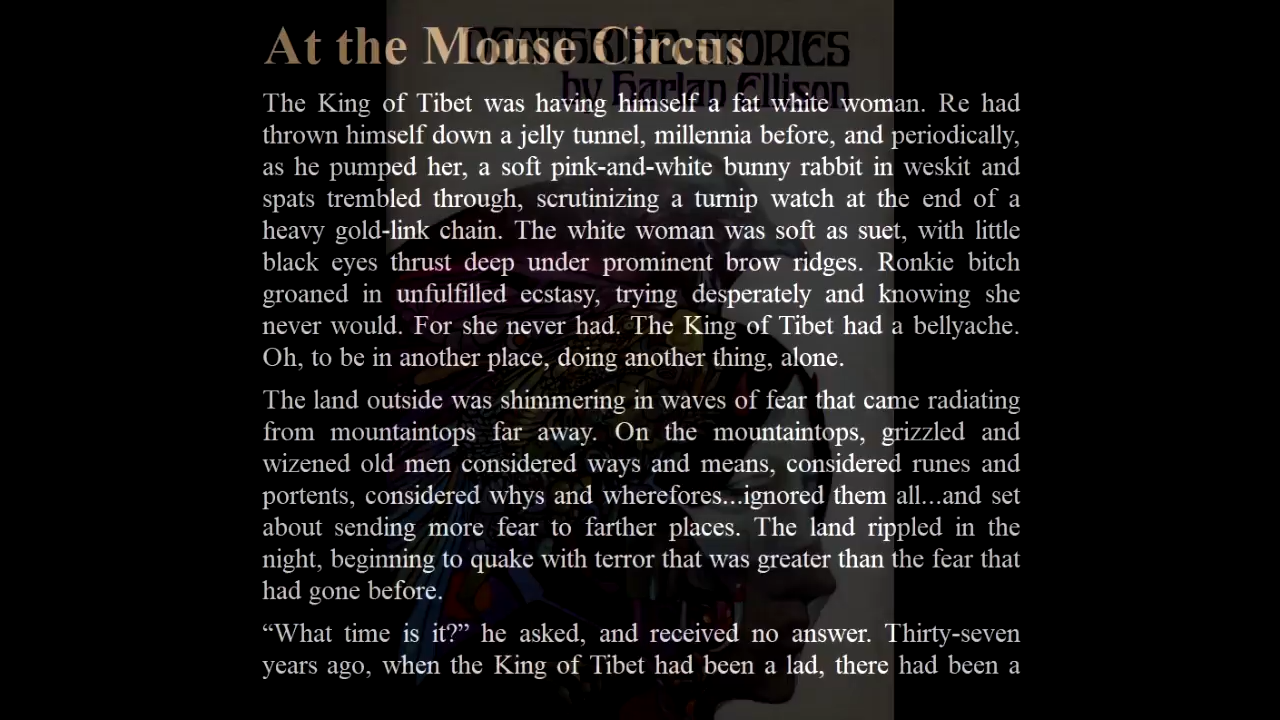 At the Mouse Circus
DEATHBIRD STORIES
by Harlan Ellison
The King of Tibet was having himself a fat white woman. Re had
thrown himself down a jelly tunnel, millennia before, and periodically,
as he pumped her, a soft pink-and-white bunny rabbit in weskit and
spats trembled through, scrutinizing a turnip watch at the end of a
heavy gold-link chain. The white woman was soft as suet, with little
black eyes thrust deep under prominent brow ridges. Ronkie bitch
groaned in unfulfilled ecstasy, trying desperately and knowing she
never would. For she never had. The King of Tibet had a bellyache.
Oh, to be in another place, doing another thing, alone.
The land outside was shimmering in waves of fear that came radiating
from mountaintops far away. On the mountaintops, grizzled and
wizened old men considered ways and means, considered runes and
portents, considered whys and wherefores...ignored them all...and set
about sending more fear to farther places. The land rippled in the
night, beginning to quake with terror that was greater than the fear that
had gone before.
“What time is it?” he asked, and received no answer. Thirty-seven
years ago, when the King of Tibet had been a lad, there had been a